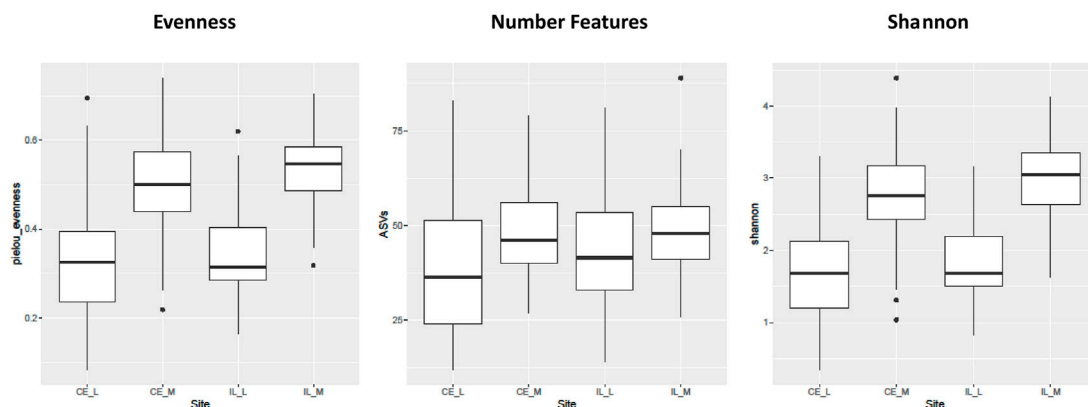 Evenness
Number Features
Shannon
pielou_evenness
0.6
0.4
0.2
CE_L CE_M IL_L IL_M
Site
ASVs
75
50
25
CE_L CE_M IL_L IL_M
Site
shannon
4
3
2
1
CE_L CE_M IL_L IL_M
Site